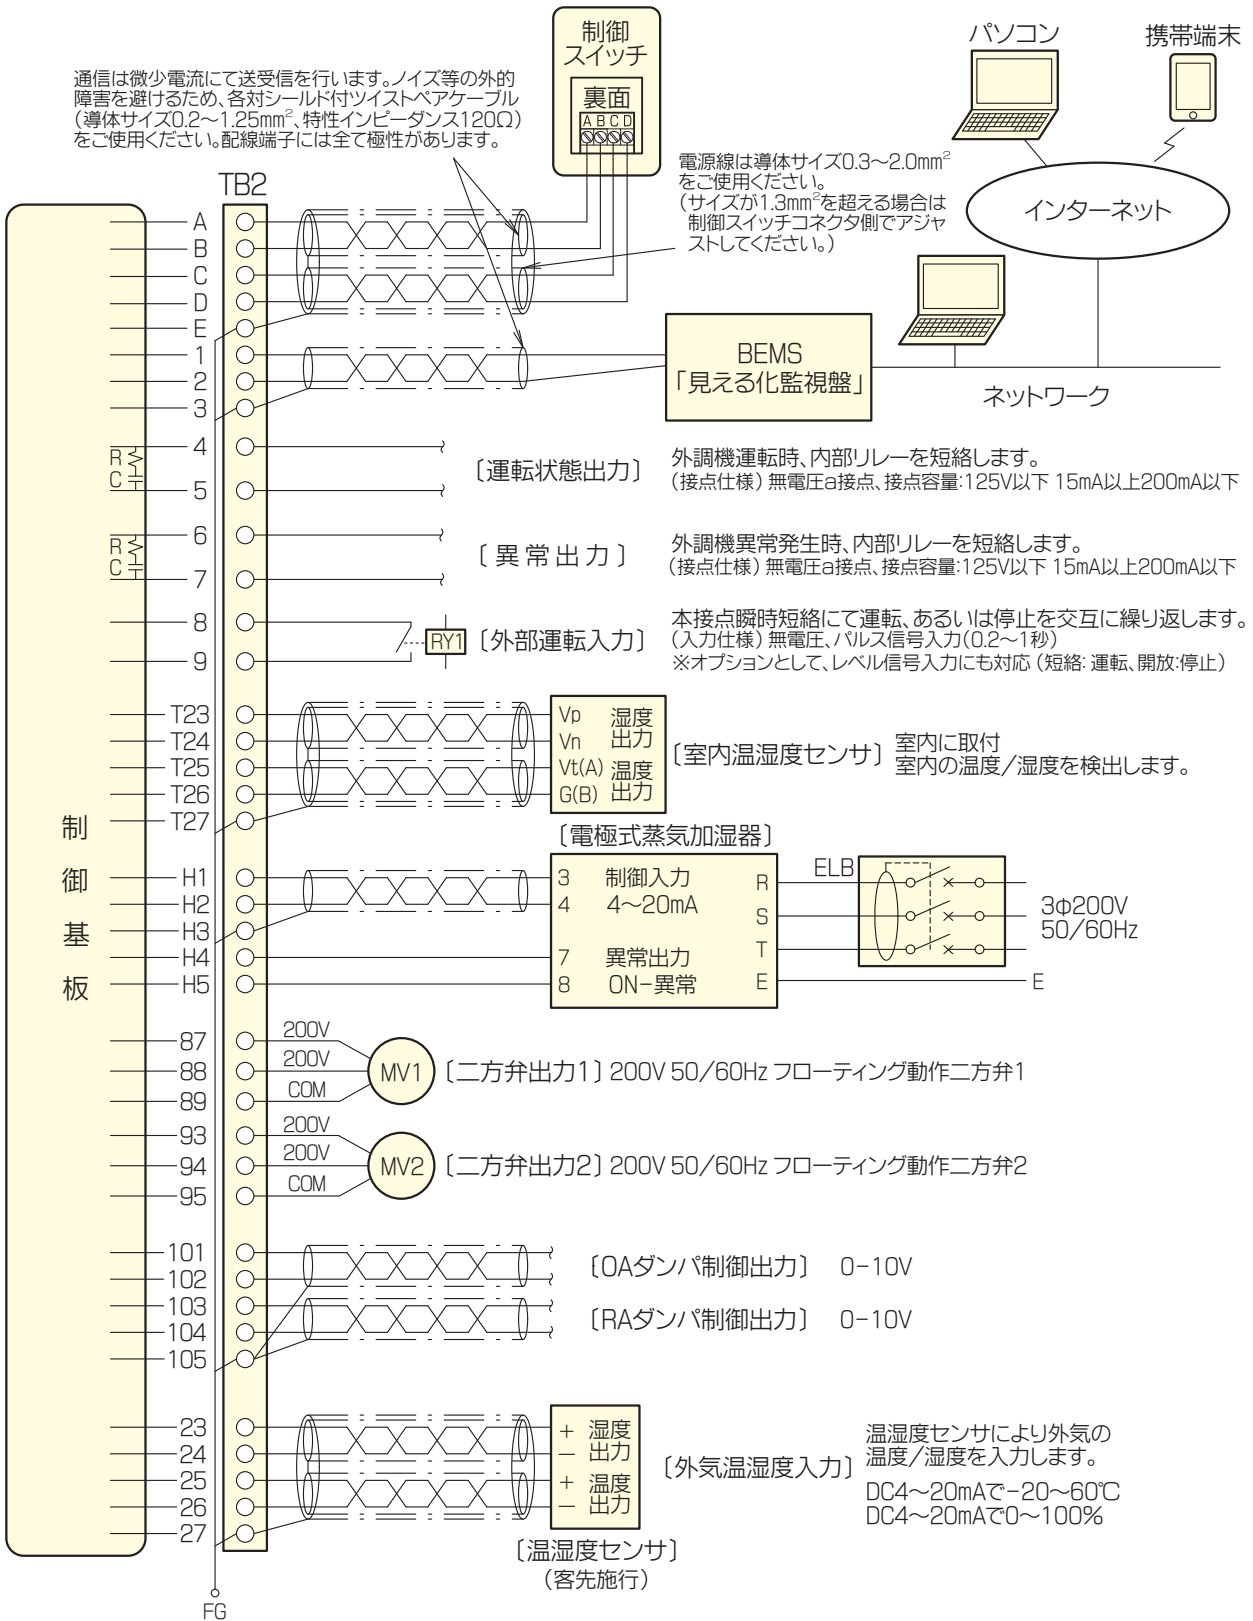 制御
スイッチ
裏面
A B C D
パソコン
携帯端末
通信は微少電流にて送受信を行います。ノイズ等の外的
障害を避けるため、各対シールド付ツイストペアケーブル
(導体サイズ0.2〜1.25mm²、特性インピーダンス120Ω)
をご使用ください。配線端子には全て極性があります。
電源線は導体サイズ0.3〜2.0mm²
をご使用ください。
(サイズが1.3mm²を超える場合は
制御スイッチコネクタ側でアジャ
ストしてください。)
インターネット
TB2
A
B
C
D
E
1
2
3
BEMS
「見える化監視盤」
ネットワーク
4
R
C
5
〔運転状態出力〕
外調機運転時、内部リレーを短絡します。
(接点仕様) 無電圧a接点、接点容量:125V以下 15mA以上200mA以下
6
R
C
7
〔異常出力〕
外調機異常発生時、内部リレーを短絡します。
(接点仕様) 無電圧a接点、接点容量:125V以下 15mA以上200mA以下
8
9
RY1
〔外部運転入力〕
本接点瞬時短絡にて運転、あるいは停止を交互に繰り返します。
(入力仕様) 無電圧、パルス信号入力(0.2〜1秒)
※オプションとして、レベル信号入力にも対応 (短絡: 運転、開放:停止)
T23
T24
T25
T26
T27
Vp 湿度
Vn 出力
Vt(A) 温度
G(B) 出力
〔室内温湿度センサ〕
室内に取付
室内の温度/湿度を検出します。
制御基板
〔電極式蒸気加湿器〕
H1
H2
H3
H4
H5
3 制御入力 R
4 4〜20mA S
7 異常出力 T
8 ON−異常 E
ELB
3φ200V
50/60Hz
E
87
88
89
200V
200V
COM
MV1
〔二方弁出力1〕200V 50/60Hz フローティング動作二方弁1
93
94
95
200V
200V
COM
MV2
〔二方弁出力2〕200V 50/60Hz フローティング動作二方弁2
101
102
103
104
105
〔OAダンパ制御出力〕 0−10V
〔RAダンパ制御出力〕 0−10V
23
24
25
26
27
+ 湿度
− 出力
+ 温度
− 出力
〔外気温湿度入力〕
温湿度センサにより外気の
温度/湿度を入力します。
DC4〜20mAで−20〜60℃
DC4〜20mAで0〜100%
〔温湿度センサ〕
(客先施行)
FG